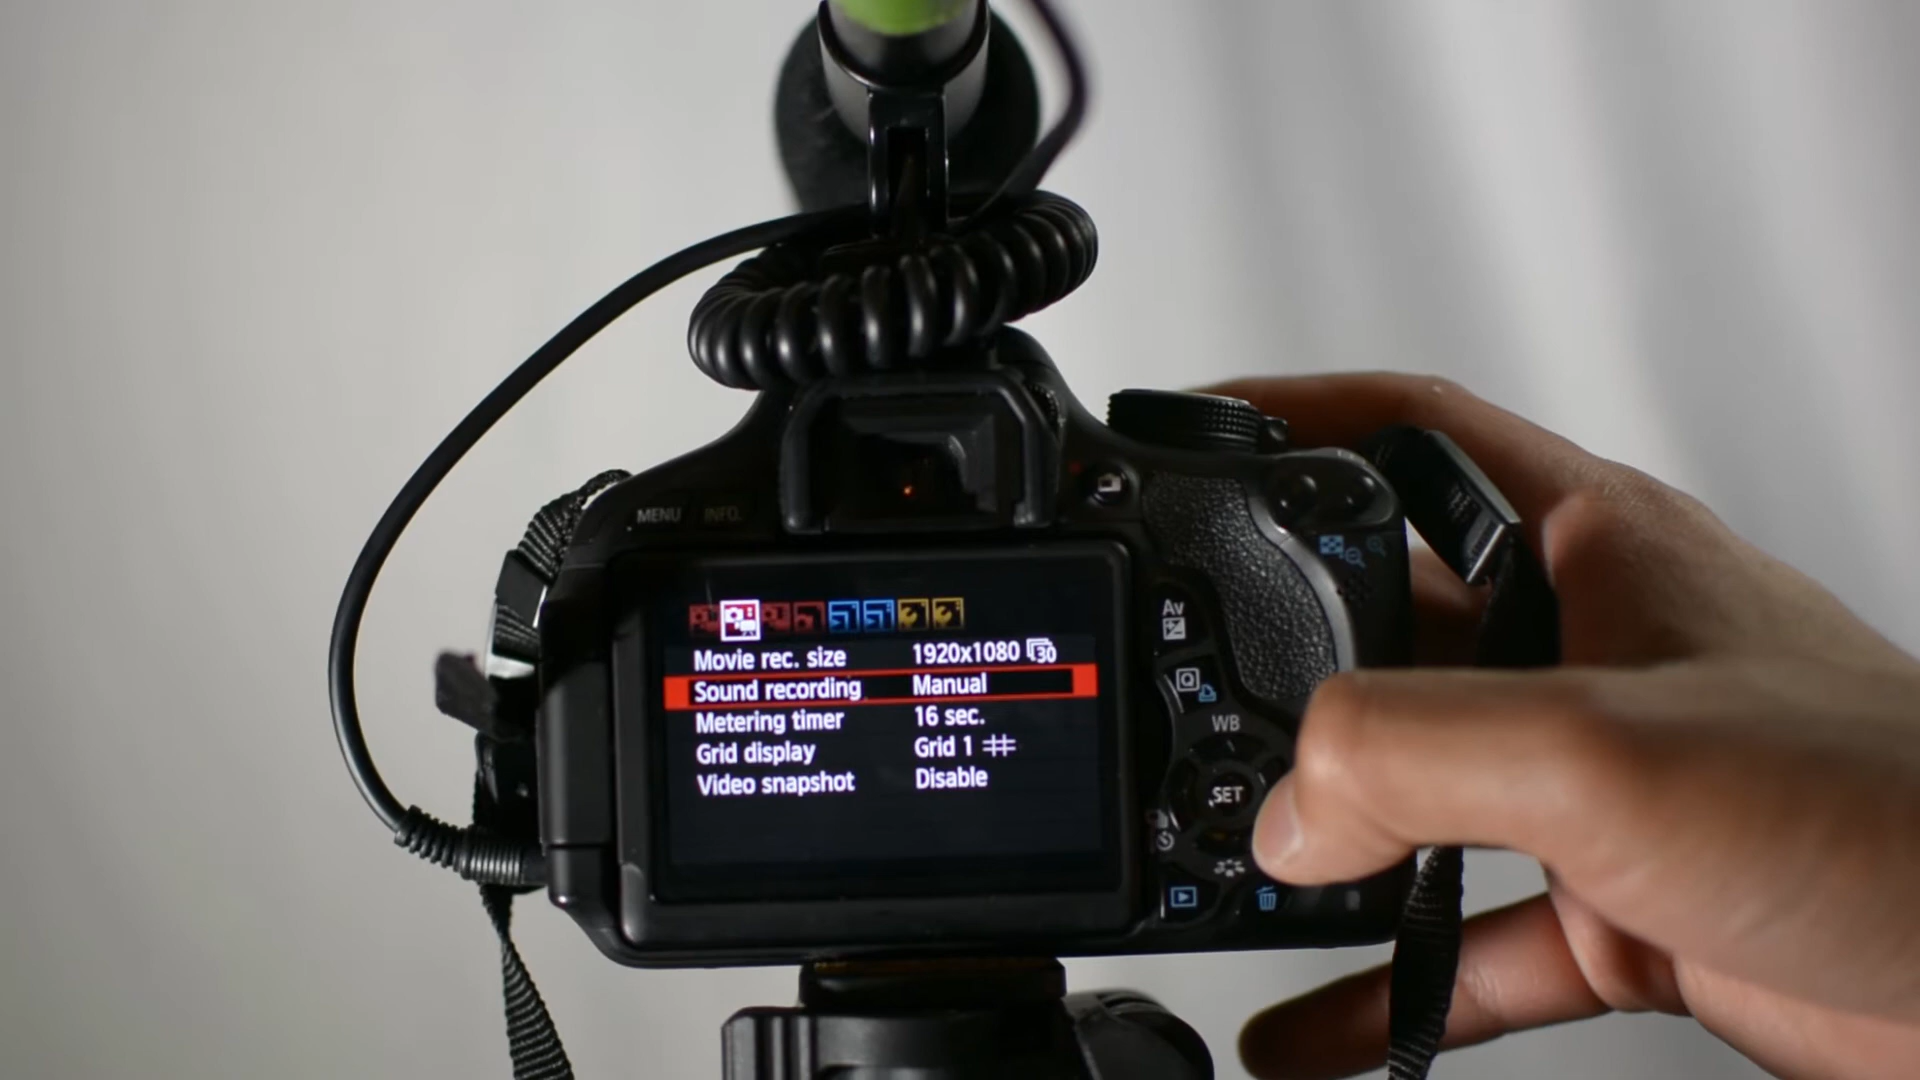 MENU INFO.
Movie rec. size 1920x1080 30
Sound recording Manual
Metering timer 16 sec.
Grid display Grid 1
Video snapshot Disable
Av
Q
WB
SET